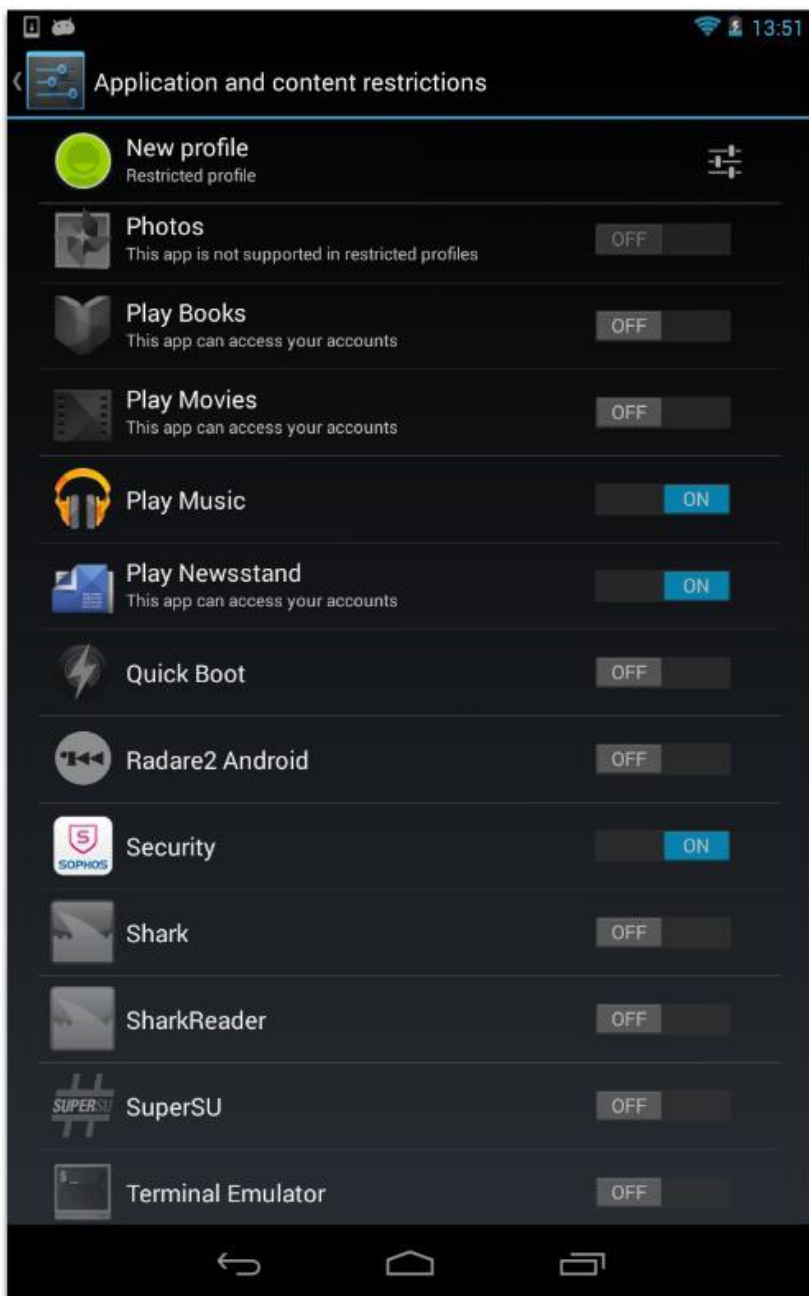 13:51
Application and content restrictions
New profile
Restricted profile
Photos
This app is not supported in restricted profiles
OFF
Play Books
This app can access your accounts
OFF
Play Movies
This app can access your accounts
OFF
Play Music
ON
Play Newsstand
This app can access your accounts
ON
Quick Boot
OFF
Radare2 Android
OFF
S
SOPHOS
Security
ON
Shark
OFF
SharkReader
OFF
SUPERSU
SuperSU
OFF
$_
Terminal Emulator
OFF